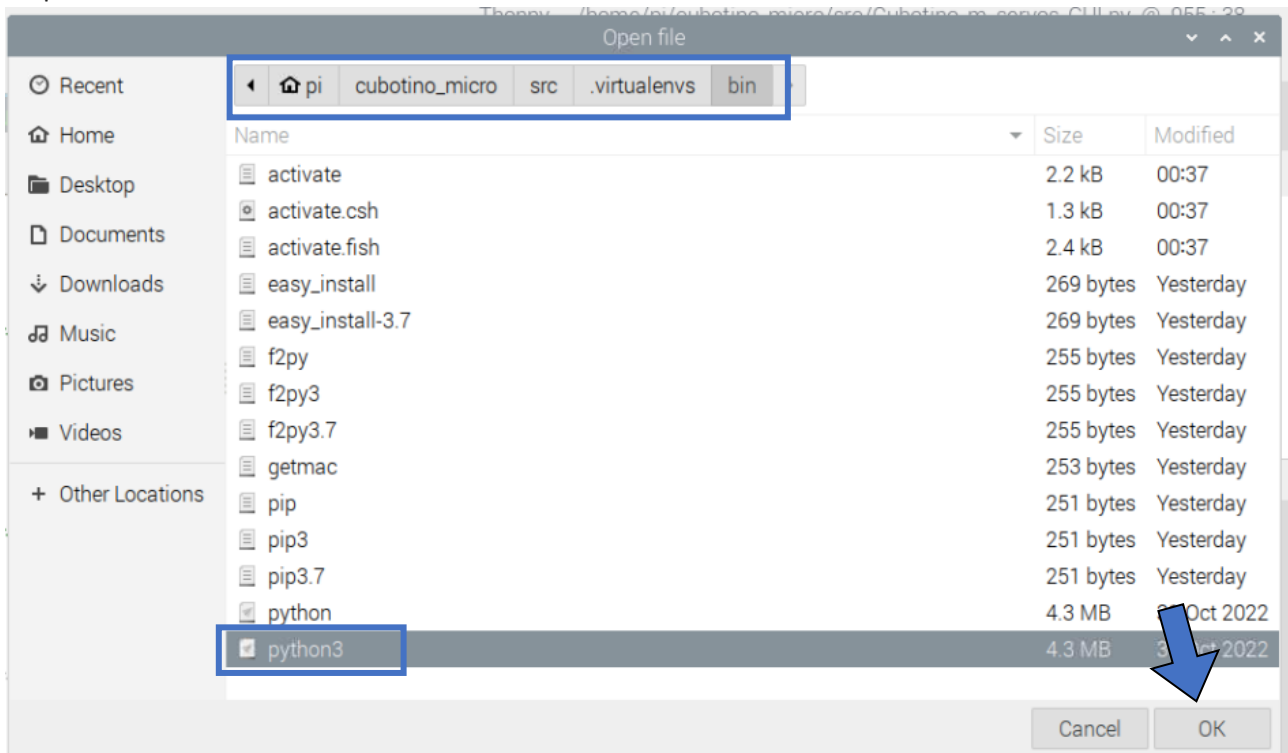 Open file
Recent
Home
Desktop
Documents
Downloads
Music
Pictures
Videos
+ Other Locations
pi cubotino_micro src .virtualenvs bin
Name Size Modified
activate 2.2 kB 00:37
activate.csh 1.3 kB 00:37
activate.fish 2.4 kB 00:37
easy_install 269 bytes Yesterday
easy_install-3.7 269 bytes Yesterday
f2py 255 bytes Yesterday
f2py3 255 bytes Yesterday
f2py3.7 255 bytes Yesterday
getmac 253 bytes Yesterday
pip 251 bytes Yesterday
pip3 251 bytes Yesterday
pip3.7 251 bytes Yesterday
python 4.3 MB Oct 2022
python3 4.3 MB 2022
Cancel OK